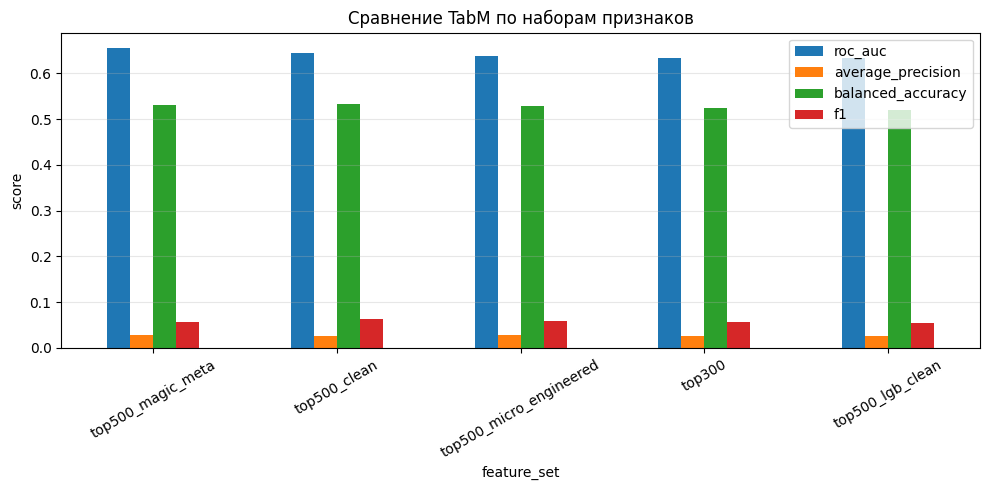 Сравнение TabM по наборам признаков
roc_auc
average_precision
balanced_accuracy
f1
score
0.6
0.5
0.4
0.3
0.2
0.1
0.0
top500_magic_meta
top500_clean
top500_micro_engineered
top300
top500_lgb_clean
feature_set